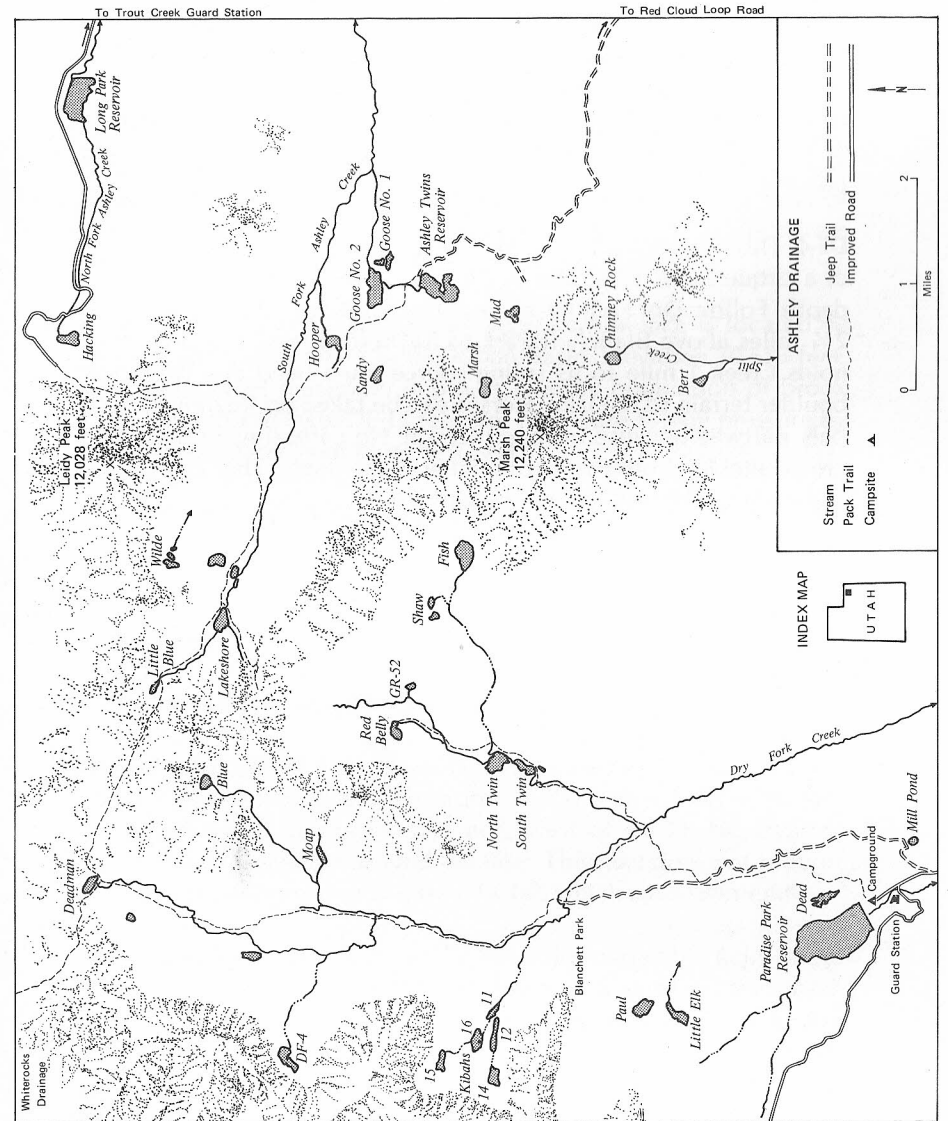 To Trout Creek Guard Station
To Red Cloud Loop Road
Long Park
Reservoir
North Fork Ashley Creek
Hacking
Leidy Peak
12,028 feet
South Fork Ashley Creek
Goose No. 1
Goose No. 2
Ashley Twins
Reservoir
Hooper
Sandy
Mud
Marsh
Marsh Peak
12,240 feet
Chimney Rock
Bert
Split Creek
Wilde
Little
Blue
Lakeshore
Fish
Shaw
GR-52
Red
Belly
Blue
North Twin
South Twin
Dry Fork Creek
Moap
Deadman
Blanchett Park
Mill Pond
Campground
Dead
Paradise Park
Reservoir
Guard Station
Paul
Little Elk
DF-4
11
16
12
15
Kibahs
14
Whiterocks
Drainage
INDEX MAP
UTAH
ASHLEY DRAINAGE
Stream
Jeep Trail
Pack Trail
Improved Road
Campsite
N
0
1
2
Miles